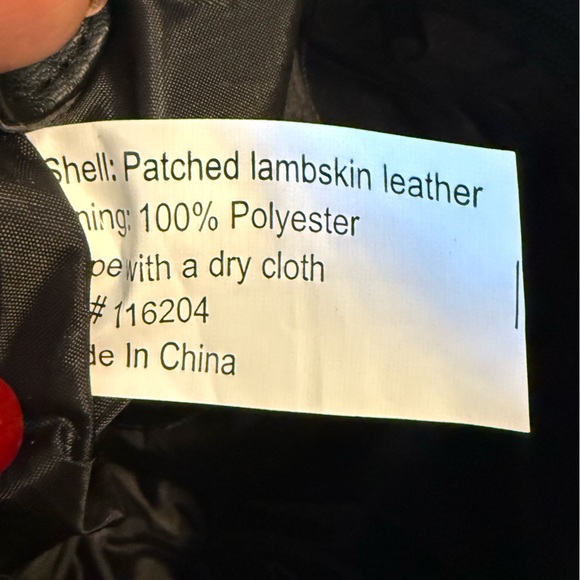 Shell: Patched lambskin leather
ning: 100% Polyester
pe with a dry cloth
#116204
de In China